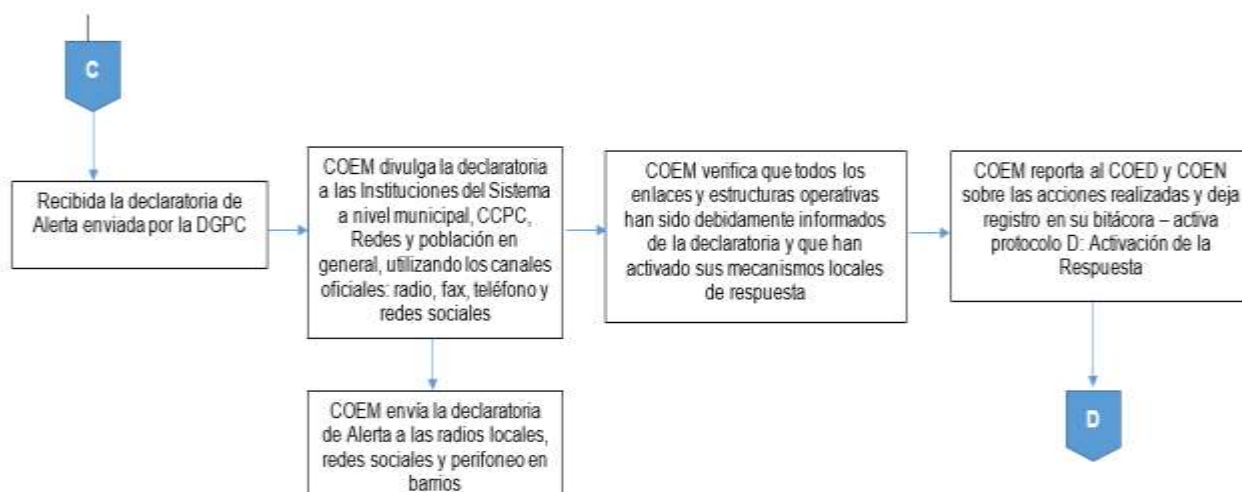 C
Recibida la declaratoria de
Alerta enviada por la DGPC
COEM divulga la declaratoria
a las Instituciones del Sistema
a nivel municipal, CCPC,
Redes y población en
general, utilizando los canales
oficiales: radio, fax, teléfono y
redes sociales
COEM envía la declaratoria
de Alerta a las radios locales,
redes sociales y perifoneo en
barrios
COEM verifica que todos los
enlaces y estructuras operativas
han sido debidamente informados
de la declaratoria y que han
activado sus mecanismos locales
de respuesta
COEM reporta al COED y COEN
sobre las acciones realizadas y deja
registro en su bitácora – activa
protocolo D: Activación de la
Respuesta
D